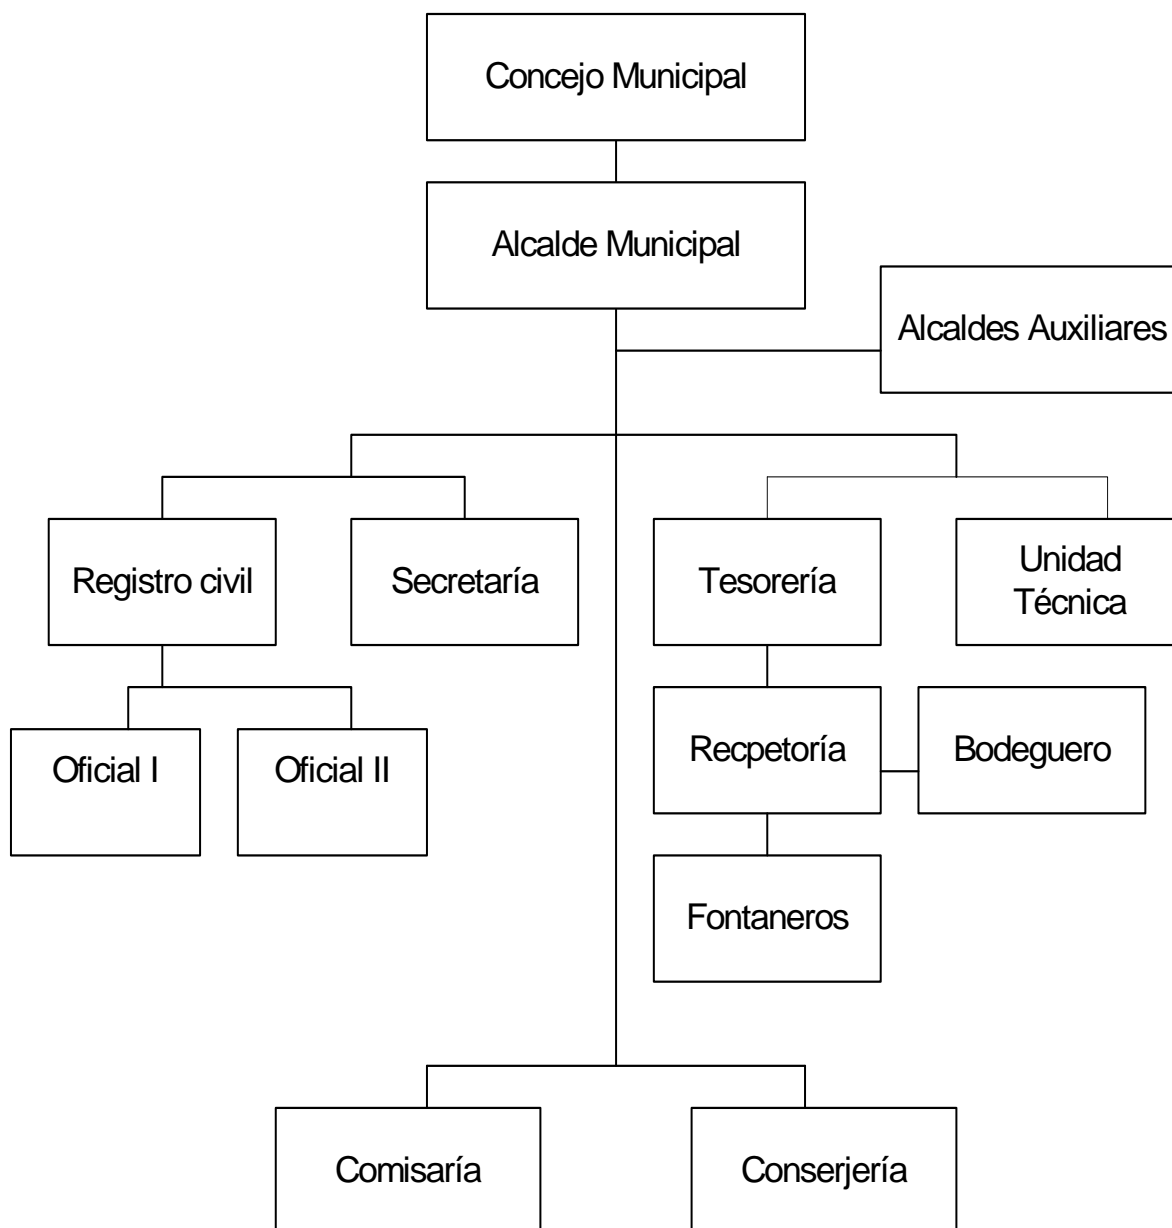 Concejo Municipal
Alcalde Municipal
Alcaldes Auxiliares
Registro civil
Secretaría
Tesorería
Unidad
Técnica
Oficial I
Oficial II
Recpetoría
Bodeguero
Fontaneros
Comisaría
Conserjería